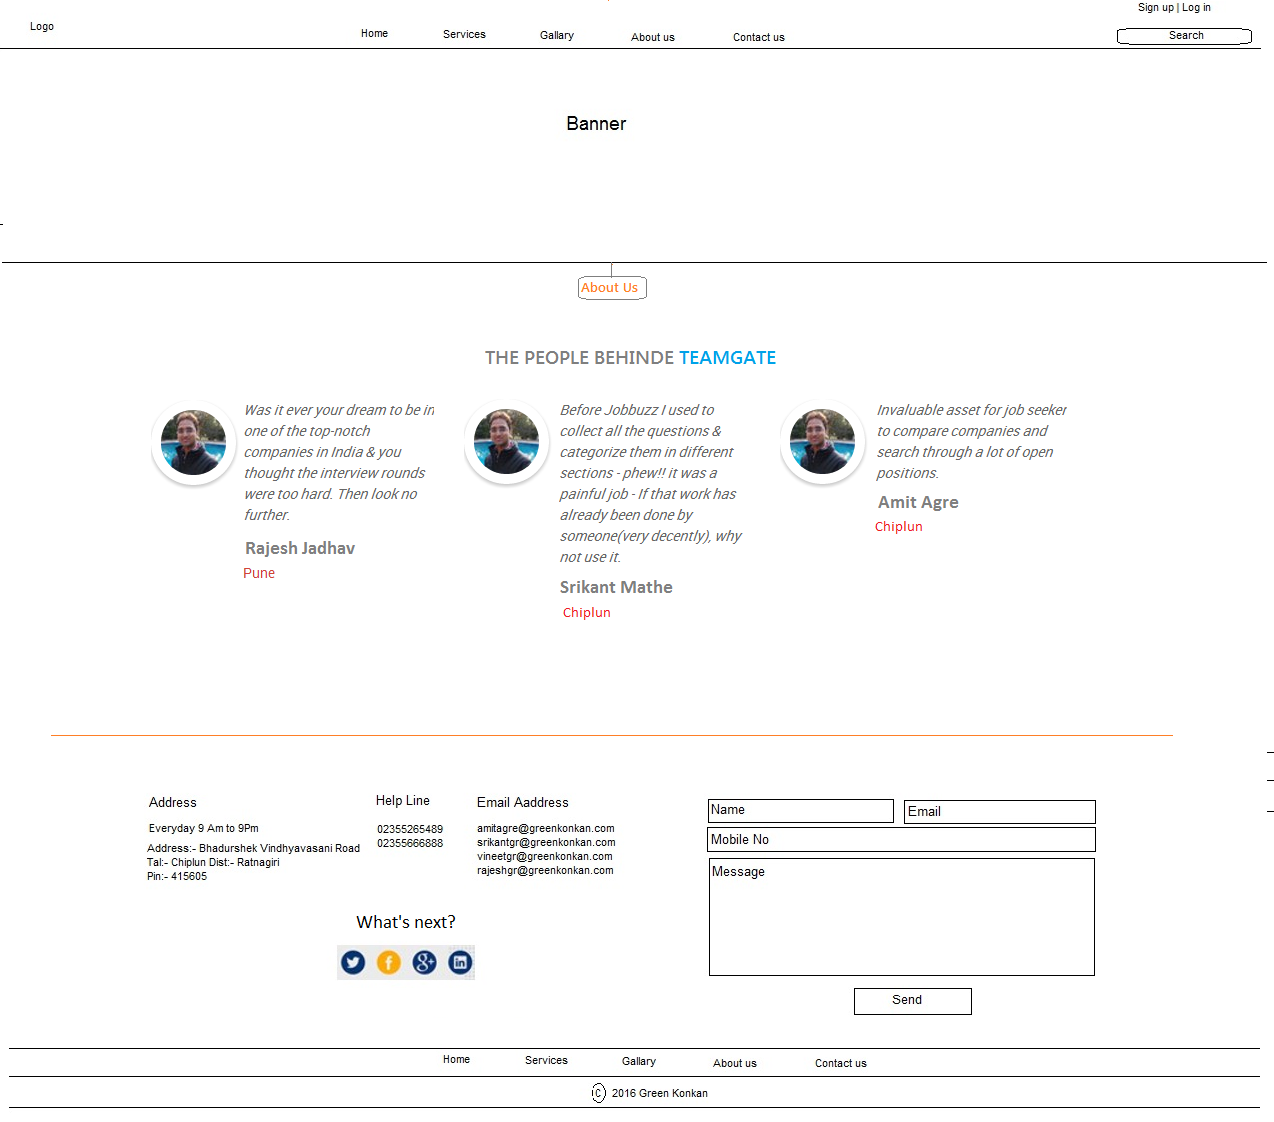 Sign up | Log in
Logo
Home Services Gallary About us Contact us
Search
Banner
About Us
THE PEOPLE BEHINDE TEAMGATE
Was it ever your dream to be in
one of the top-notch
companies in India & you
thought the interview rounds
were too hard. Then look no
further.
Rajesh Jadhav
Pune
Before Jobbuzz I used to
collect all the questions &
categorize them in different
sections - phew!! it was a
painful job - If that work has
already been done by
someone(very decently), why
not use it.
Srikant Mathe
Chiplun
Invaluable asset for job seeker
to compare companies and
search through a lot of open
positions.
Amit Agre
Chiplun
Address
Everyday 9 Am to 9Pm
Address:- Bhadurshek Vindhyavasani Road
Tal:- Chiplun Dist:- Ratnagiri
Pin:- 415605
Help Line
02355265489
02355666888
Email Aaddress
amitagre@greenkonkan.com
srikantgr@greenkonkan.com
vineetgr@greenkonkan.com
rajeshgr@greenkonkan.com
What's next?
f g+ in
Name
Email
Mobile No
Message
Send
Home Services Gallary About us Contact us
© 2016 Green Konkan